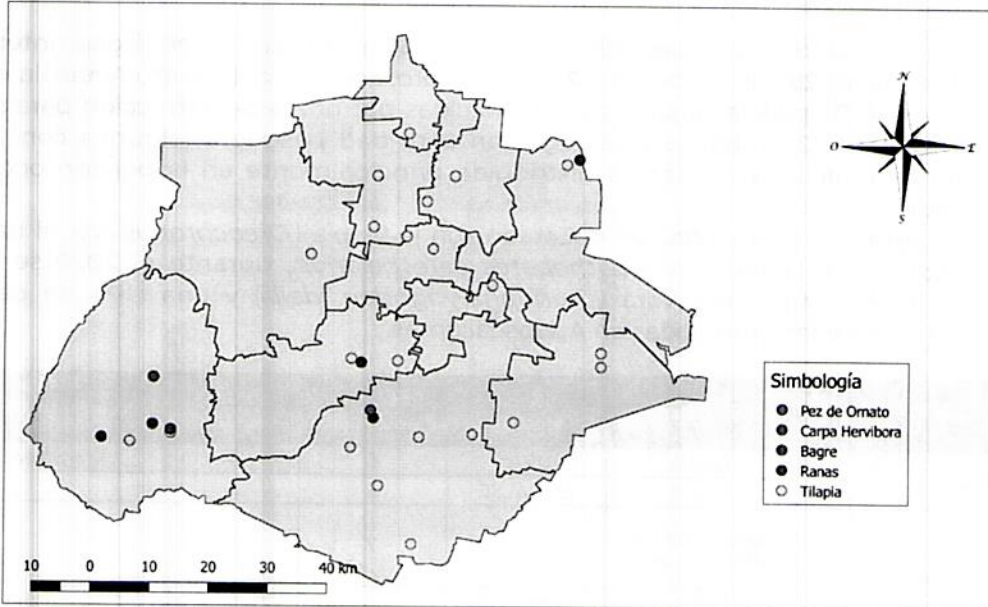 N
O
E
S
Simbología
Pez de Ornato
Carpa Hervibora
Bagre
Ranas
Tilapia
10 0 10 20 30 40 km